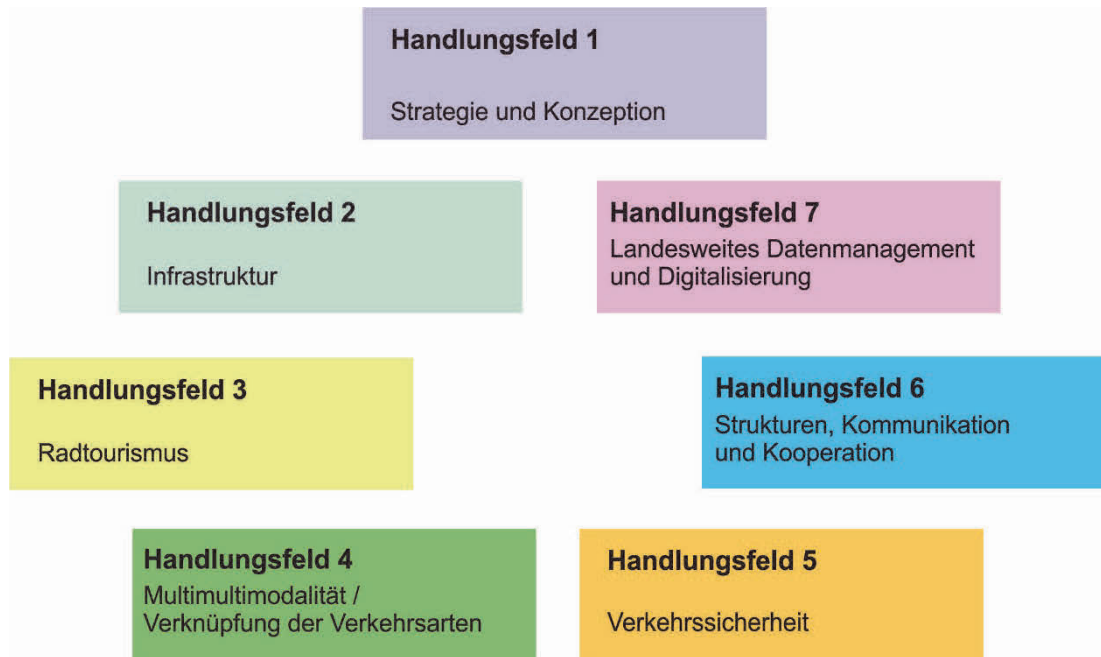 Handlungsfeld 1
Strategie und Konzeption
Handlungsfeld 2
Infrastruktur
Handlungsfeld 7
Landesweites Datenmanagement
und Digitalisierung
Handlungsfeld 3
Radtourismus
Handlungsfeld 6
Strukturen, Kommunikation
und Kooperation
Handlungsfeld 4
Multimultimodalität /
Verknüpfung der Verkehrsarten
Handlungsfeld 5
Verkehrssicherheit